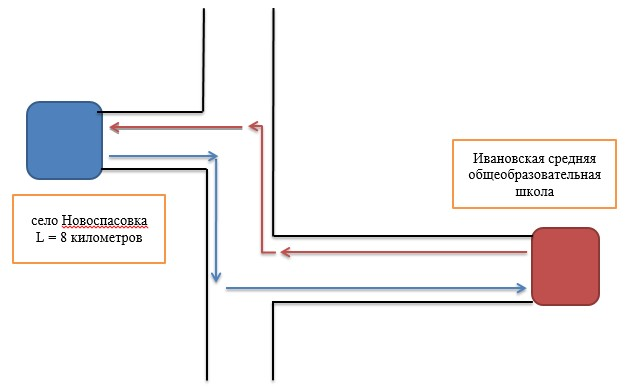 Ивановская средняя
общеобразовательная
школа
село Новоспасовка
L = 8 километров